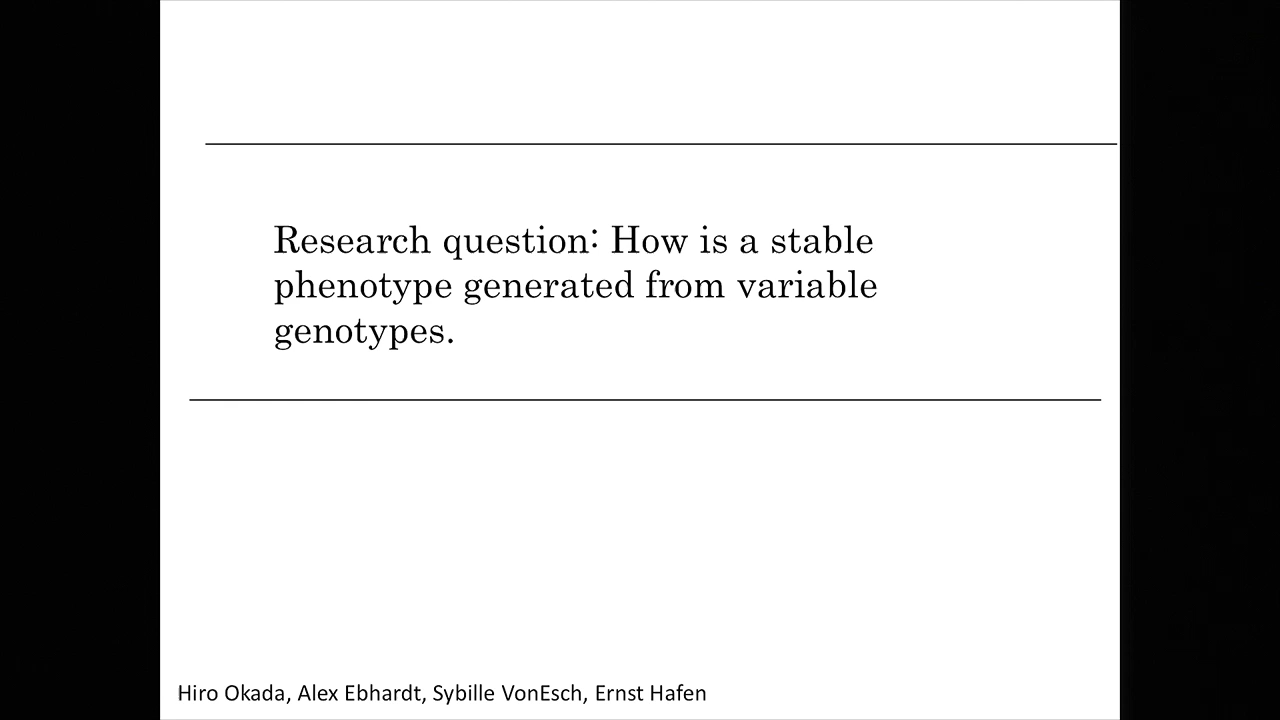 Research question: How is a stable
phenotype generated from variable
genotypes.
Hiro Okada, Alex Ebhardt, Sybille VonEsch, Ernst Hafen